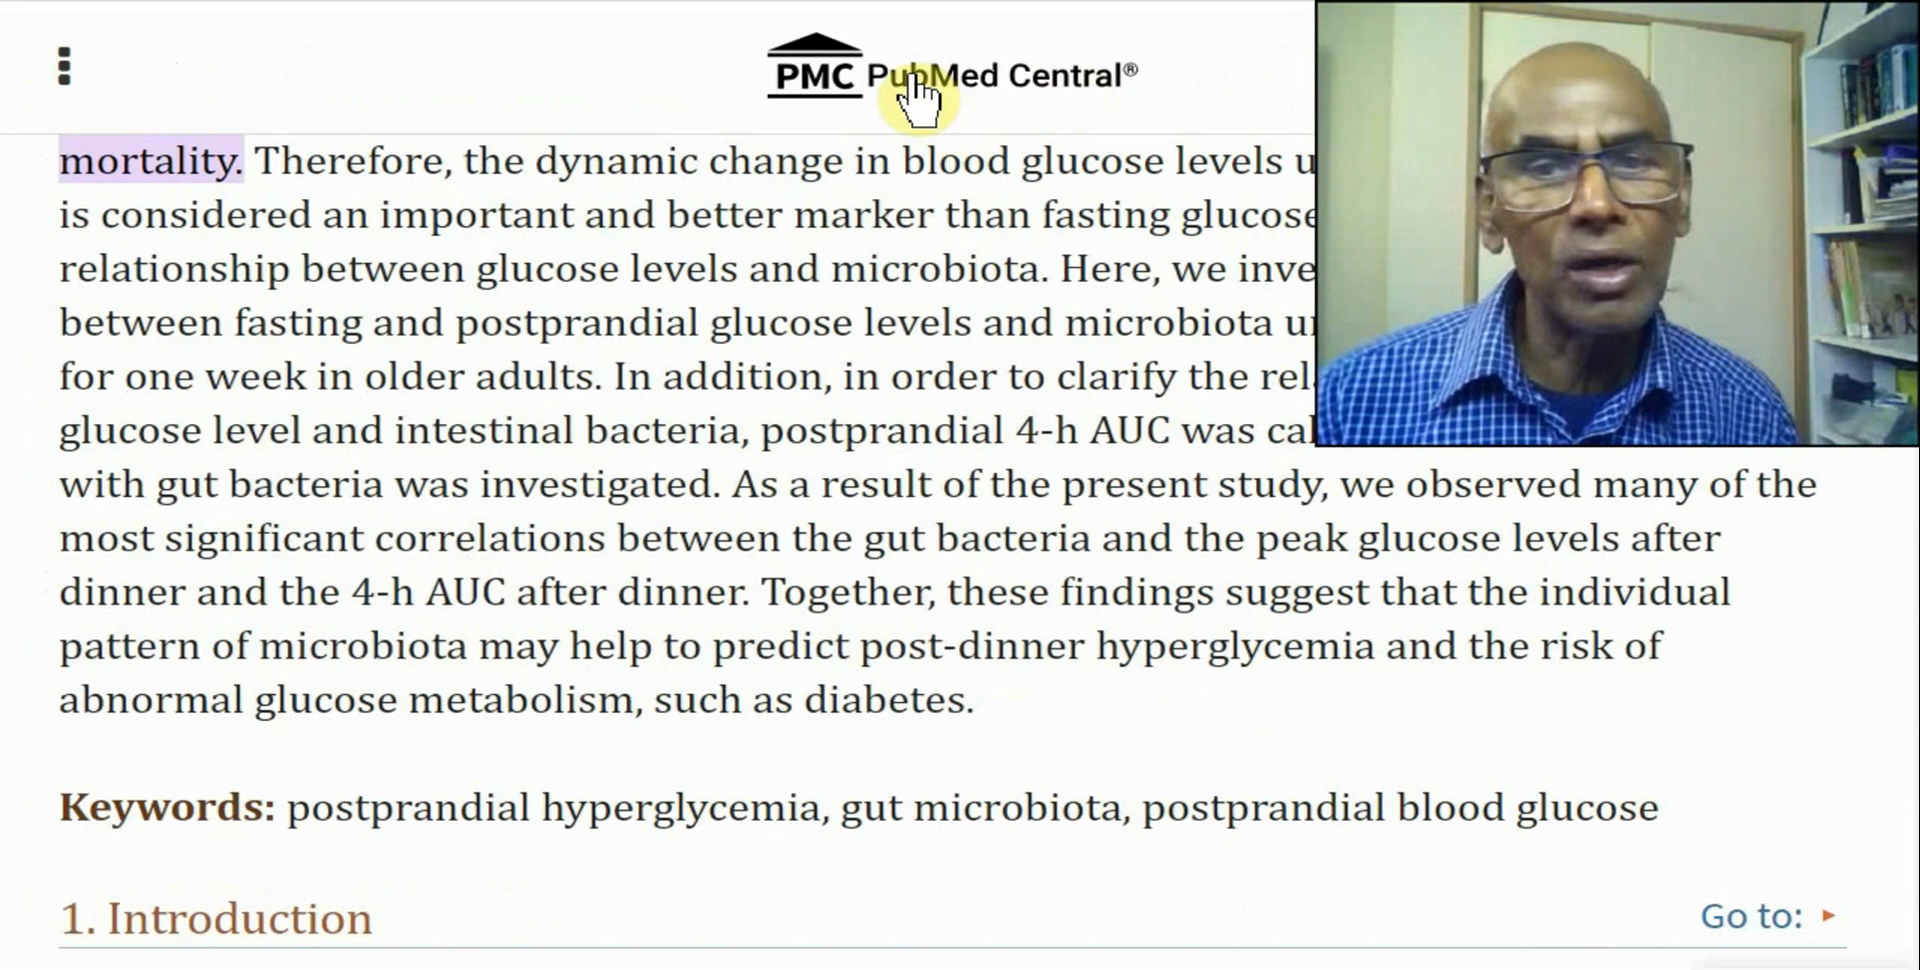 PMC PubMed Central®
mortality. Therefore, the dynamic change in blood glucose levels
is considered an important and better marker than fasting glucose
relationship between glucose levels and microbiota. Here, we
between fasting and postprandial glucose levels and microbiota
for one week in older adults. In addition, in order to clarify the
glucose level and intestinal bacteria, postprandial 4-h AUC was
with gut bacteria was investigated. As a result of the present study, we observed many of the
most significant correlations between the gut bacteria and the peak glucose levels after
dinner and the 4-h AUC after dinner. Together, these findings suggest that the individual
pattern of microbiota may help to predict post-dinner hyperglycemia and the risk of
abnormal glucose metabolism, such as diabetes.
Keywords: postprandial hyperglycemia, gut microbiota, postprandial blood glucose
1. Introduction
Go to: